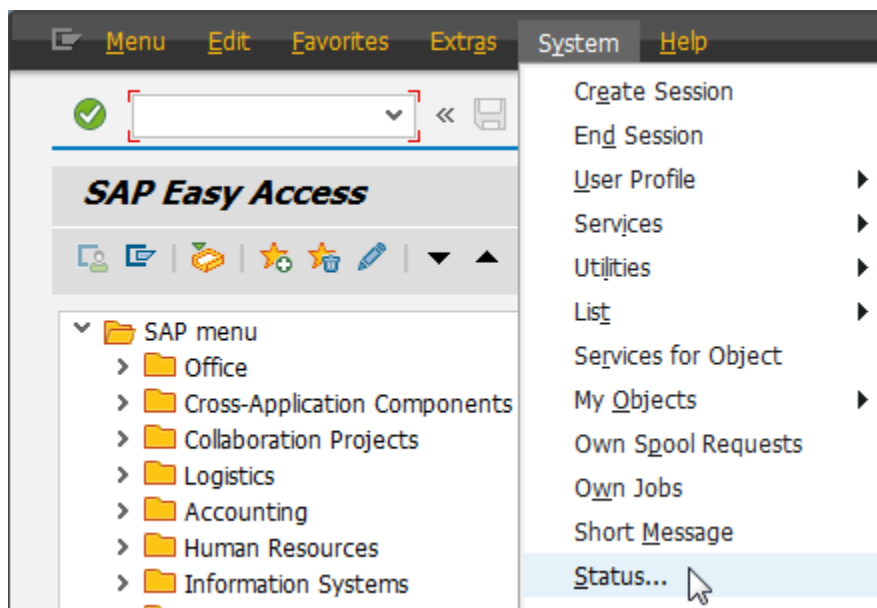 Menu Edit Favorites Extras System Help
SAP Easy Access
SAP menu
Office
Cross-Application Components
Collaboration Projects
Logistics
Accounting
Human Resources
Information Systems
Create Session
End Session
User Profile
Services
Utilities
List
Services for Object
My Objects
Own Spool Requests
Own Jobs
Short Message
Status...